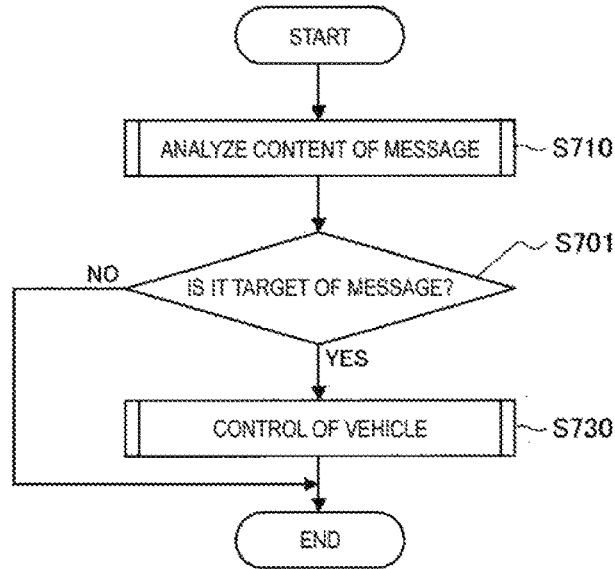 START
ANALYZE CONTENT OF MESSAGE
S710
S701
NO
IS IT TARGET OF MESSAGE?
YES
CONTROL OF VEHICLE
S730
END